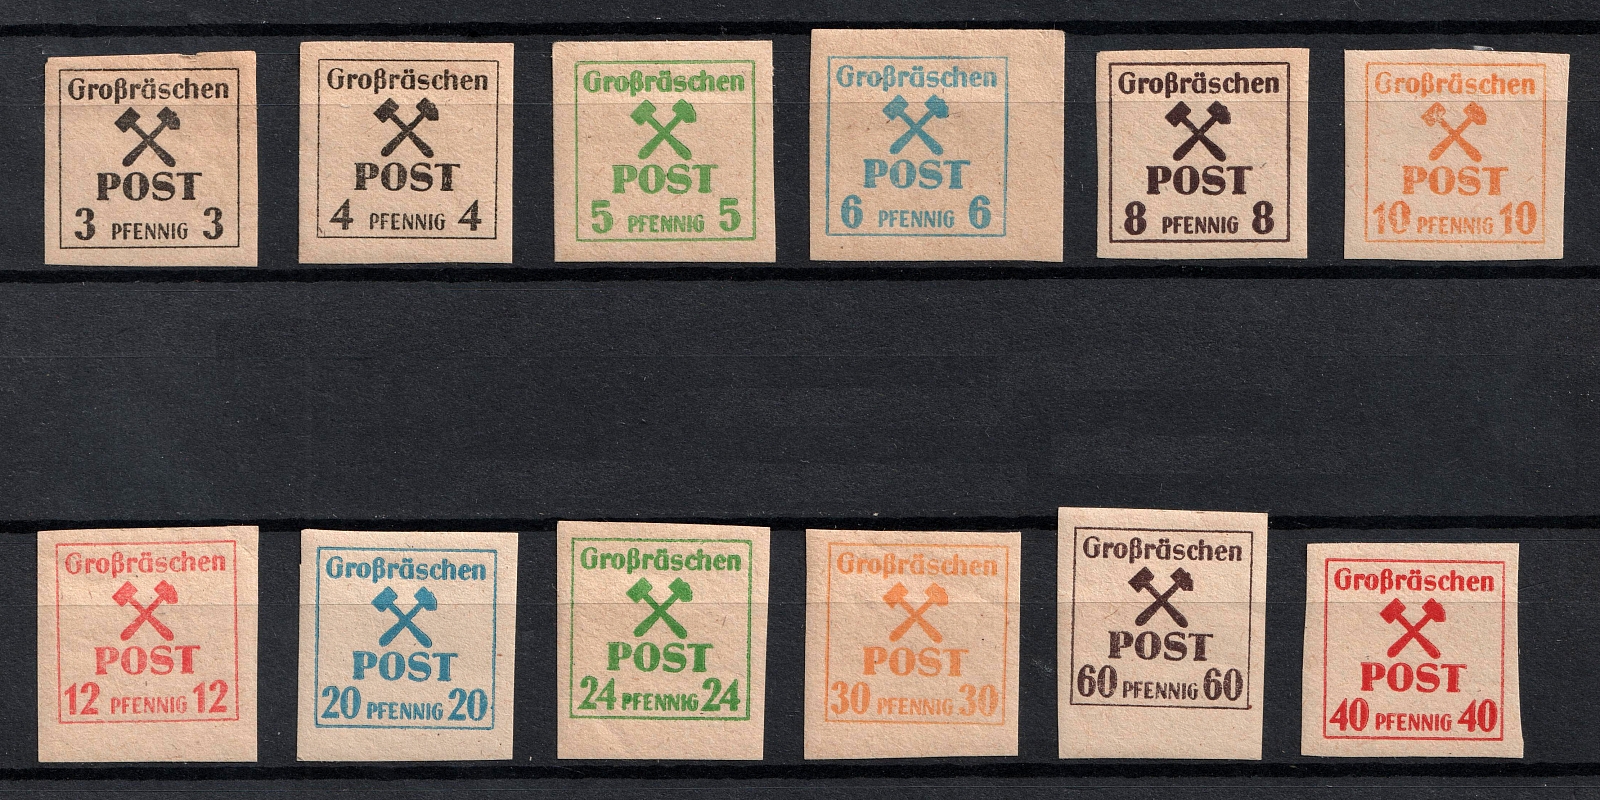 Großräschen
POST
3 PFENNIG 3
Großräschen
POST
4 PFENNIG 4
Großräschen
POST
5 PFENNIG 5
Großräschen
POST
6 PFENNIG 6
Großräschen
POST
8 PFENNIG 8
Großräschen
POST
10 PFENNIG 10
Großräschen
POST
12 PFENNIG 12
Großräschen
POST
20 PFENNIG 20
Großräschen
POST
24 PFENNIG 24
Großräschen
POST
30 PFENNIG 30
Großräschen
POST
60 PFENNIG 60
Großräschen
POST
40 PFENNIG 40